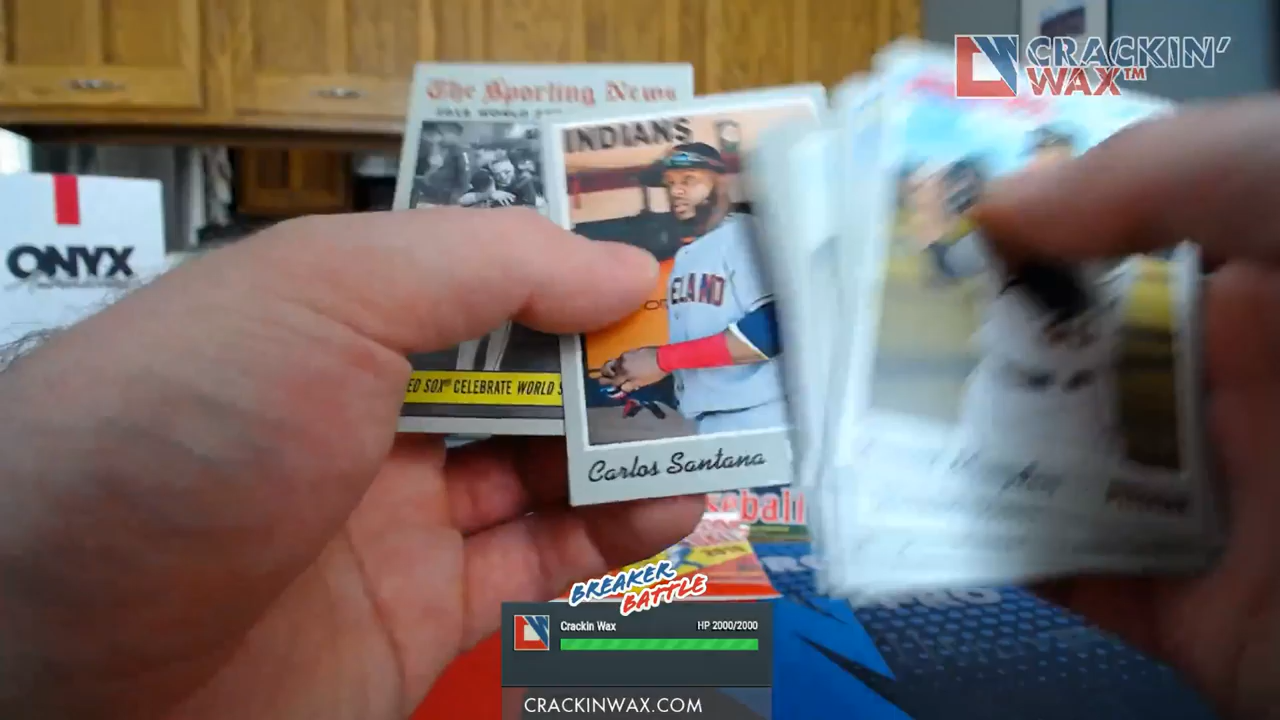 CRACKIN'
WAX™
The Sporting News
INDIANS
ONYX
ELAND
ED SOX CELEBRATE WORLD S
Carlos Santana
seball
BREAKER
BATTLE
Crackin Wax
HP 2000/2000
CRACKINWAX.COM